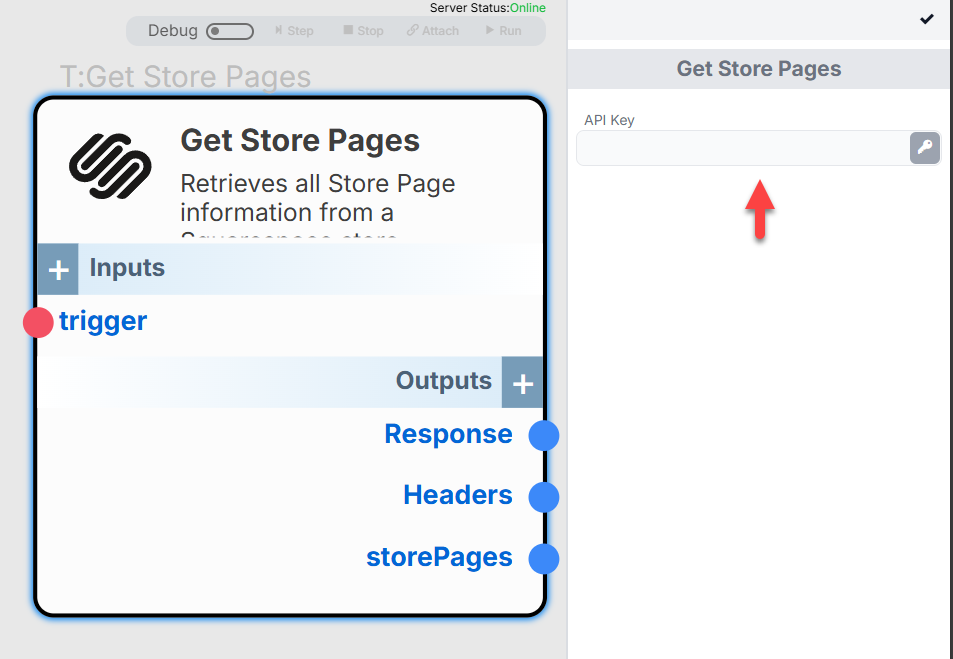 Server Status:Online
Debug
Step
Stop
Attach
Run
T:Get Store Pages
Get Store Pages
Retrieves all Store Page
information from a
Inputs
trigger
Outputs
Response
Headers
storePages
Get Store Pages
API Key